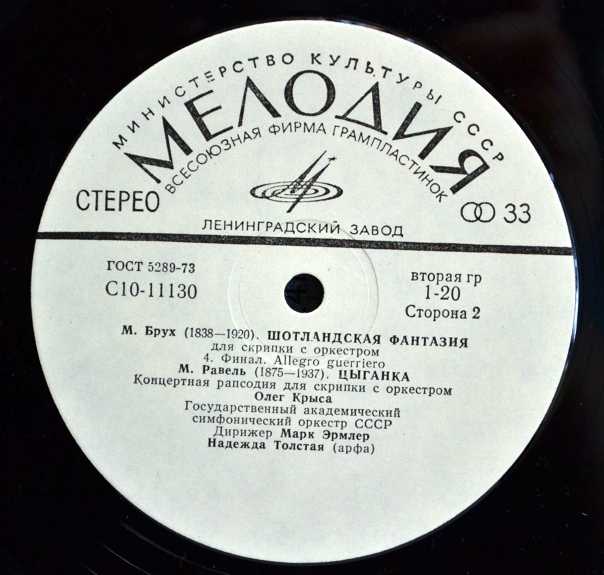 МИНИСТЕРСТВО КУЛЬТУРЫ СССР
МЕЛОДИЯ
ВСЕСОЮЗНАЯ ФИРМА ГРАМПЛАСТИНОК
СТЕРЕО
33
ЛЕНИНГРАДСКИЙ ЗАВОД
ГОСТ 5289-73
С10-11130
вторая гр
1-20
Сторона 2
М. Брух (1838—1920). ШОТЛАНДСКАЯ ФАНТАЗИЯ
для скрипки с оркестром
4. Финал. Allegro guerriero
М. Равель (1875—1937). ЦЫГАНКА
Концертная рапсодия для скрипки с оркестром
Олег Крыса
Государственный академический
симфонический оркестр СССР
Дирижер Марк Эрмлер
Надежда Толстая (арфа)